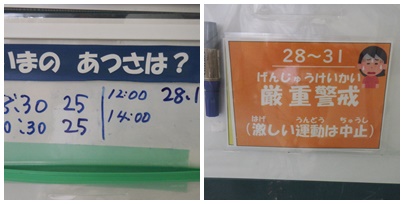 いまの あつさは？
8:30 25
12:00 28.1
0:30 25
14:00
28～31
げんじゅうけいかい
厳重警戒
はげ うんどう ちゅうし
(激しい運動は中止)